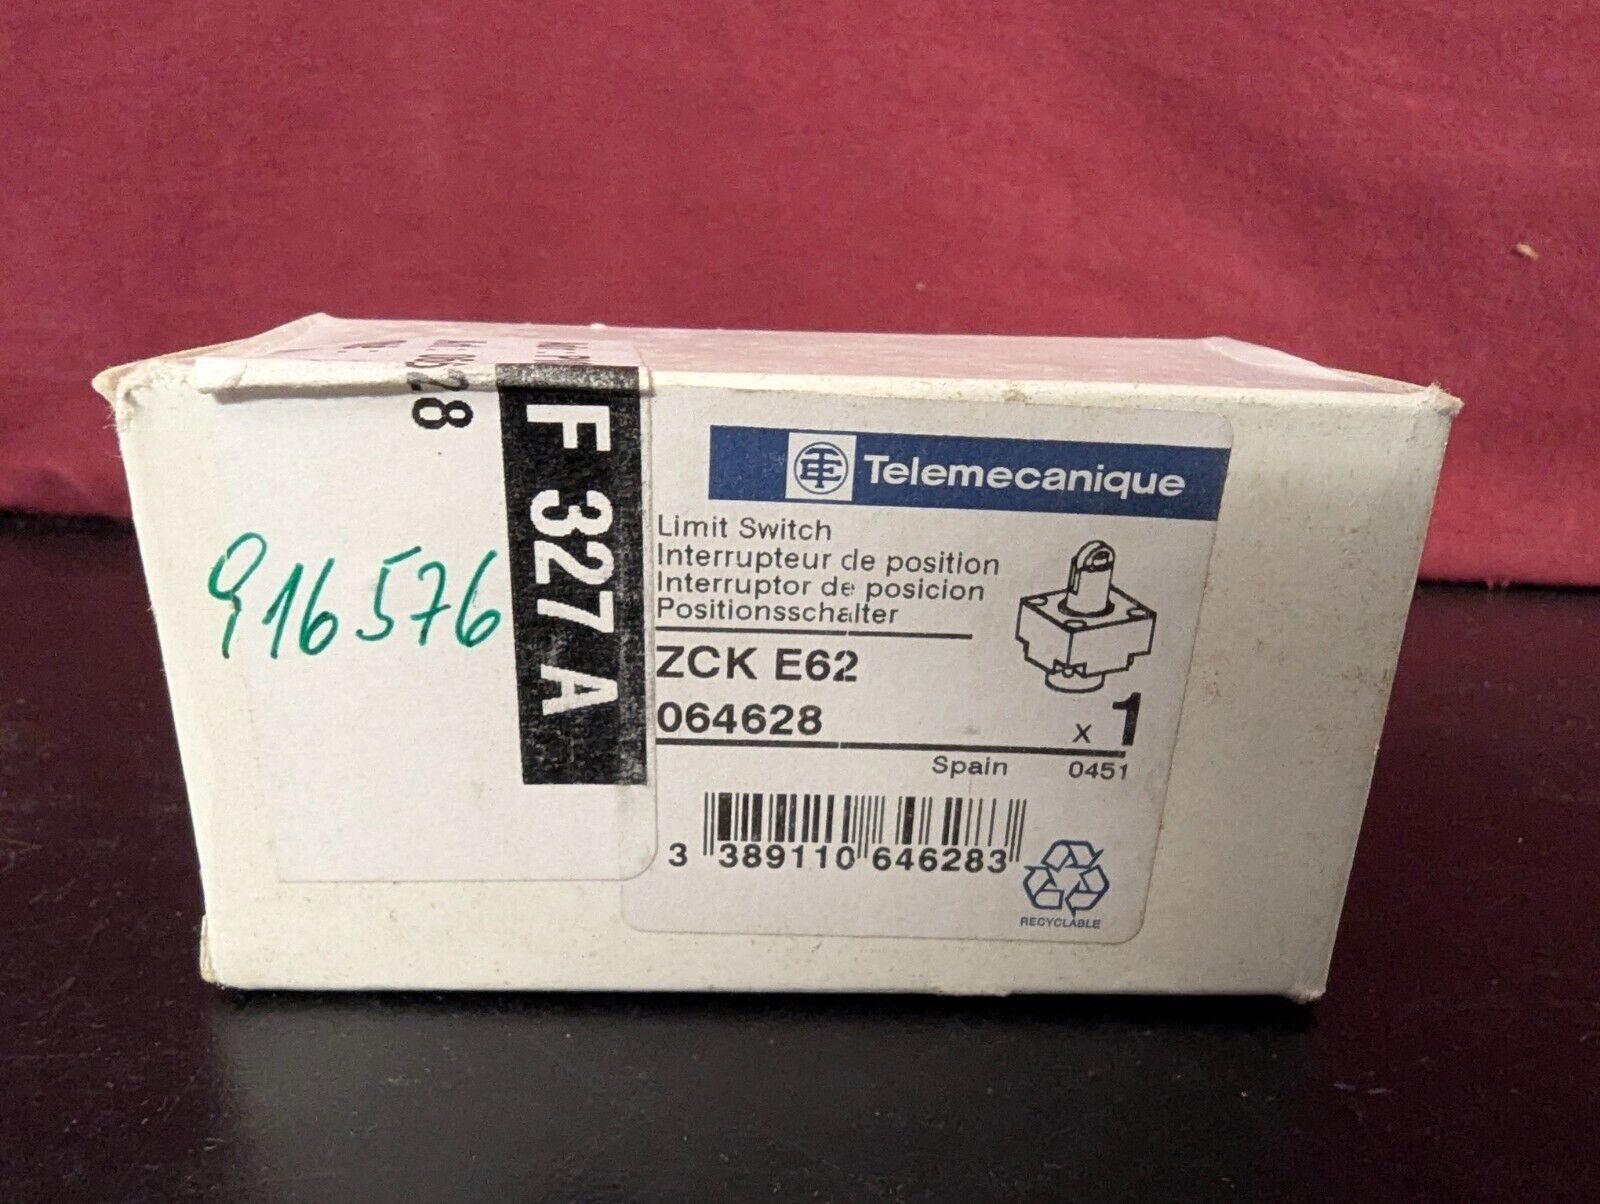 28
F 327 A
916576
Telemecanique
Limit Switch
Interrupteur de position
Interruptor de posicion
Positionsschalter
ZCK E62
064628
x 1
Spain 0451
3 389110 646283
RECYCLABLE